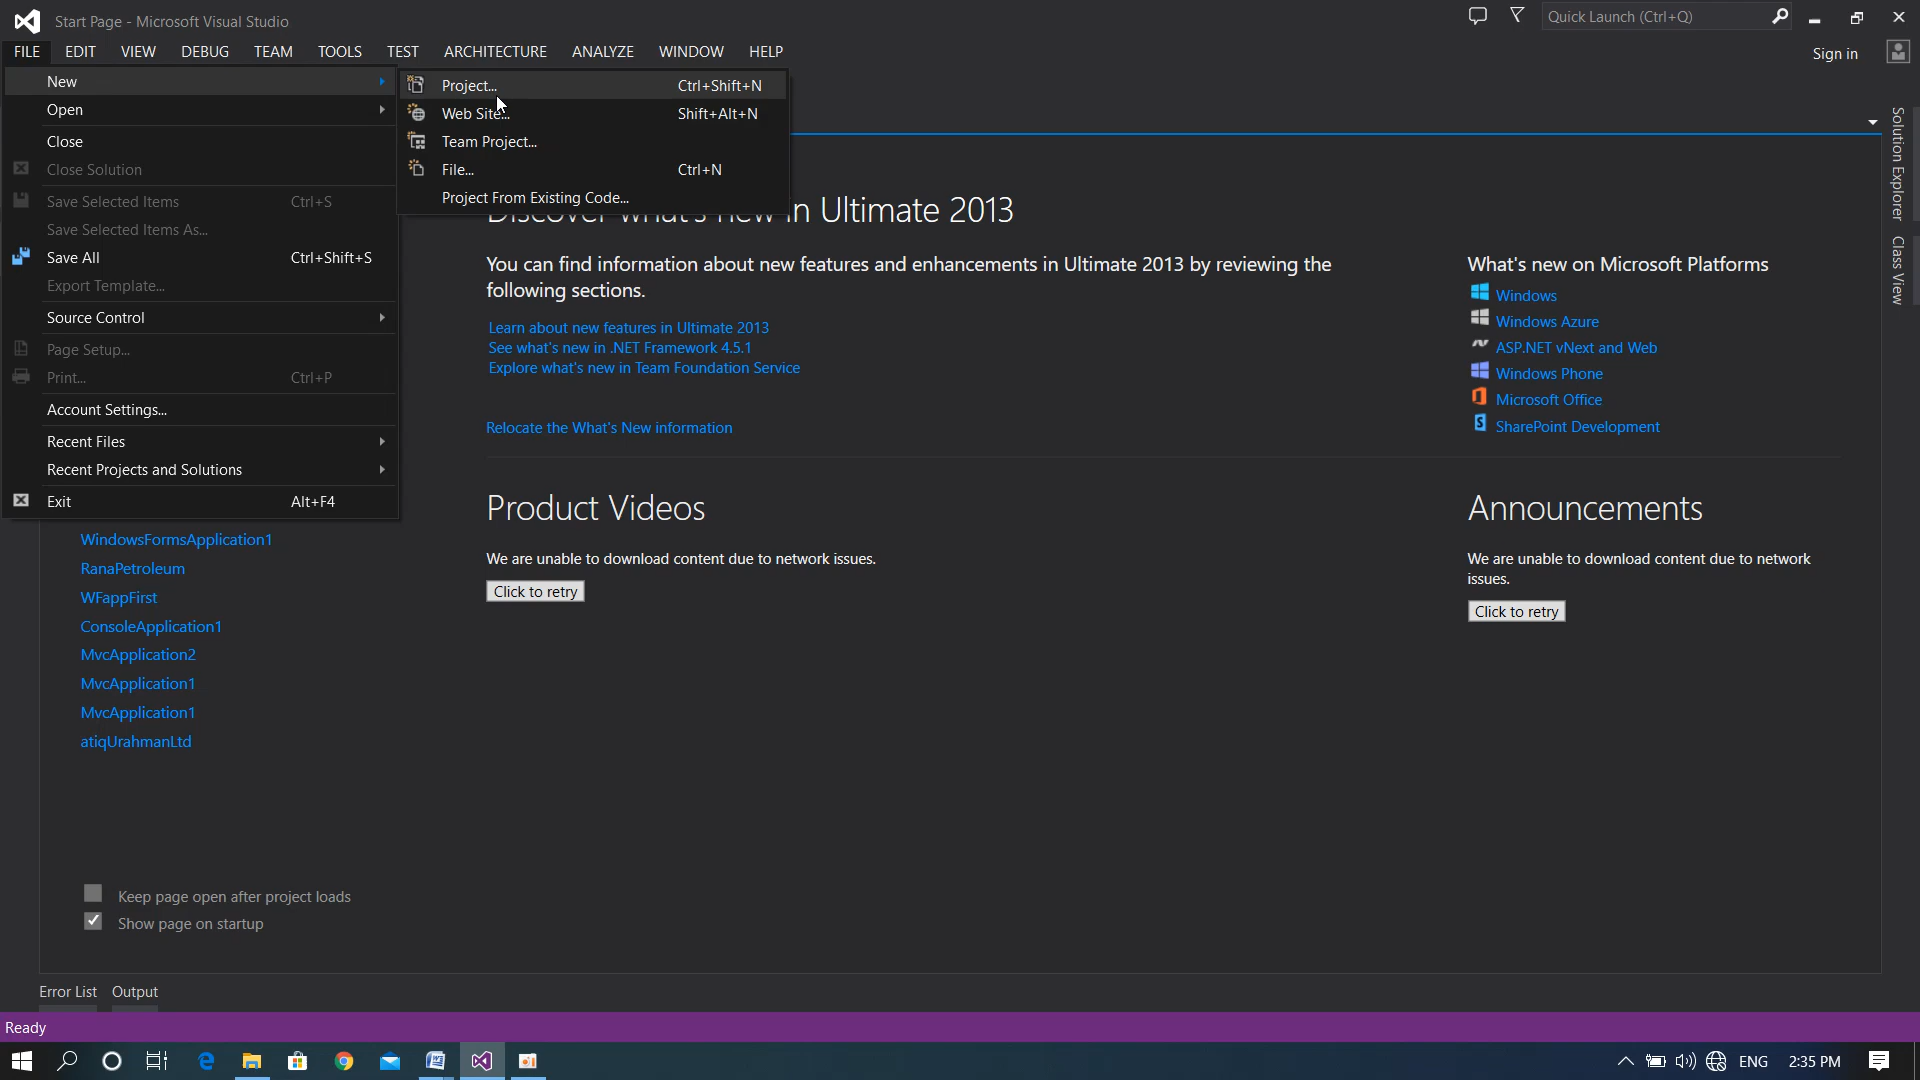 Start Page - Microsoft Visual Studio
Quick Launch (Ctrl+Q)
FILE EDIT VIEW DEBUG TEAM TOOLS TEST ARCHITECTURE ANALYZE WINDOW HELP
Sign in
New
Open
Close
Close Solution
Save Selected Items Ctrl+S
Save Selected Items As...
Save All Ctrl+Shift+S
Export Template...
Source Control
Page Setup...
Print... Ctrl+P
Account Settings...
Recent Files
Recent Projects and Solutions
Exit Alt+F4
Project... Ctrl+Shift+N
Web Site... Shift+Alt+N
Team Project...
File... Ctrl+N
Project From Existing Code...
Discover what's new in Ultimate 2013
You can find information about new features and enhancements in Ultimate 2013 by reviewing the
following sections.
Learn about new features in Ultimate 2013
See what's new in .NET Framework 4.5.1
Explore what's new in Team Foundation Service
Relocate the What's New information
What's new on Microsoft Platforms
Windows
Windows Azure
ASP.NET vNext and Web
Windows Phone
Microsoft Office
SharePoint Development
Product Videos
We are unable to download content due to network issues.
Click to retry
Announcements
We are unable to download content due to network
issues.
Click to retry
WindowsFormsApplication1
RanaPetroleum
WFappFirst
ConsoleApplication1
MvcApplication2
MvcApplication1
MvcApplication1
atiqUrahmanLtd
Keep page open after project loads
Show page on startup
Solution Explorer
Class View
Error List Output
Ready
ENG 2:35 PM